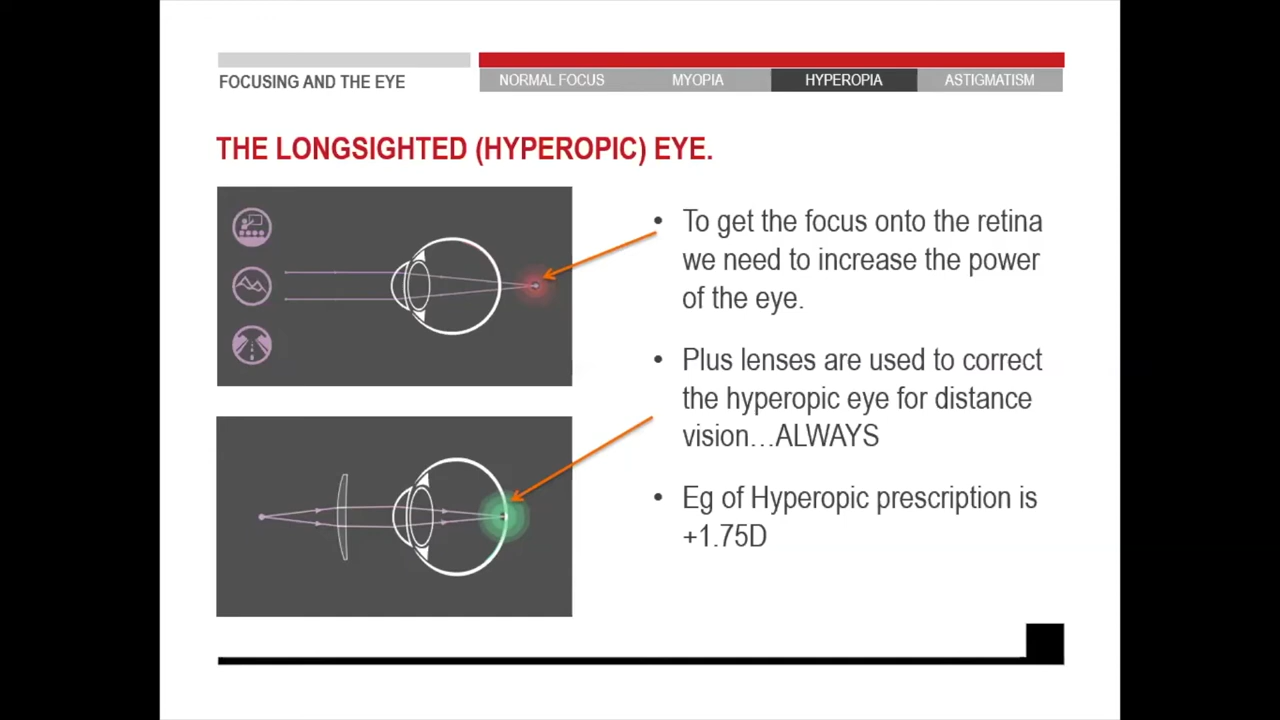 FOCUSING AND THE EYE
NORMAL FOCUS
MYOPIA
HYPEROPIA
ASTIGMATISM
THE LONGSIGHTED (HYPEROPIC) EYE.
• To get the focus onto the retina
we need to increase the power
of the eye.
• Plus lenses are used to correct
the hyperopic eye for distance
vision…ALWAYS
• Eg of Hyperopic prescription is
+1.75D